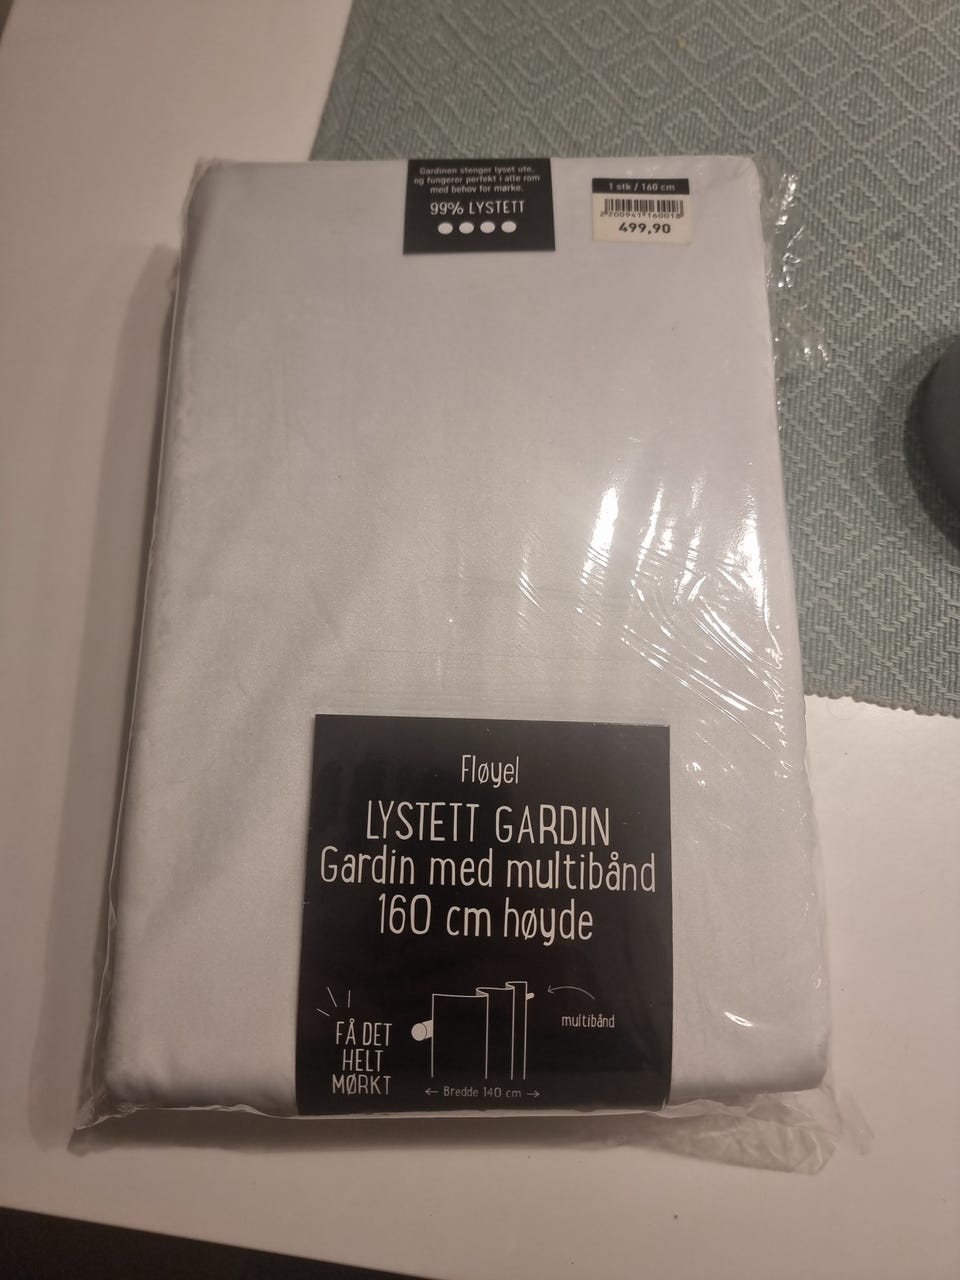 Gardinen stenger lyset ute,
og fungerer perfekt i alle rom
med behov for mørke.
99% LYSTETT
1 stk / 160 cm
2200941160018
499,90
Fløyel
LYSTETT GARDIN
Gardin med multibånd
160 cm høyde
multibånd
FÅ DET
HELT
MØRKT
← Bredde 140 cm →